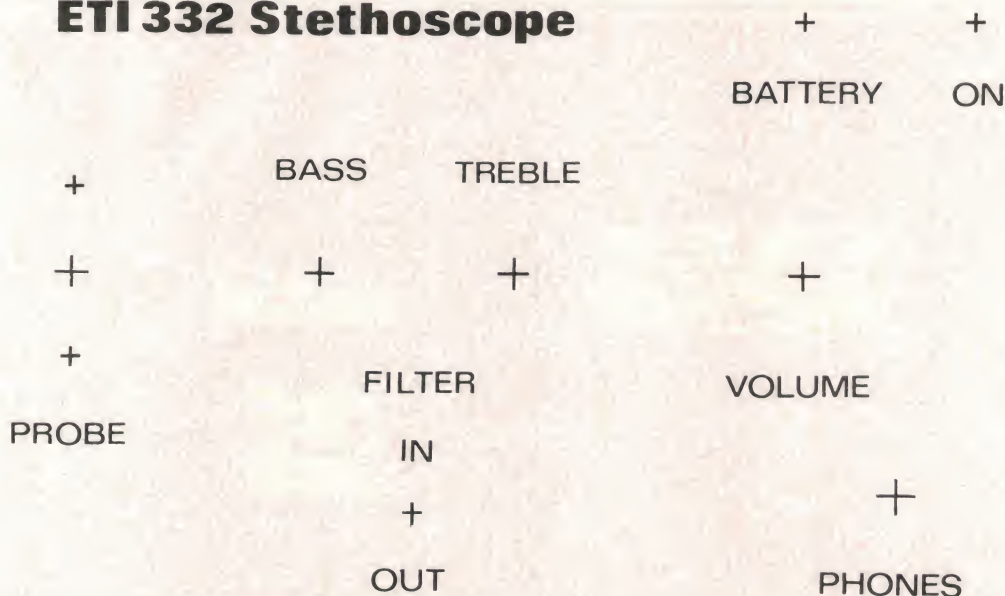 ETI 332 Stethoscope
BATTERY ON
BASS TREBLE
FILTER VOLUME
PROBE
IN
OUT PHONES